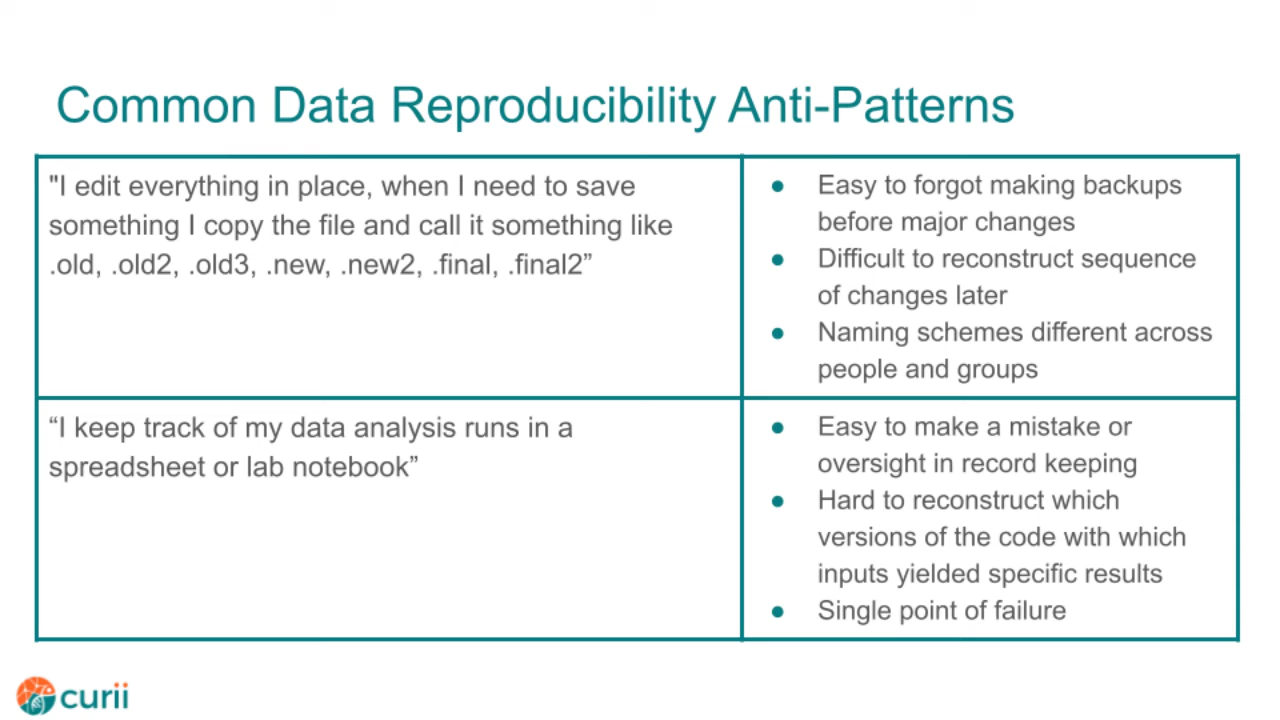 Common Data Reproducibility Anti-Patterns
"I edit everything in place, when I need to save
something I copy the file and call it something like
.old, .old2, .old3, .new, .new2, .final, .final2”
● Easy to forgot making backups
before major changes
● Difficult to reconstruct sequence
of changes later
● Naming schemes different across
people and groups
“I keep track of my data analysis runs in a
spreadsheet or lab notebook”
● Easy to make a mistake or
oversight in record keeping
● Hard to reconstruct which
versions of the code with which
inputs yielded specific results
● Single point of failure
curii